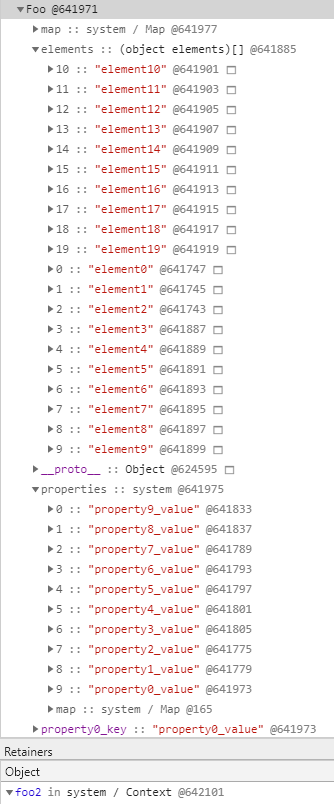 Foo @641971
map :: system / Map @641977
elements :: (object elements)[] @641885
10 :: "element10" @641901
11 :: "element11" @641903
12 :: "element12" @641905
13 :: "element13" @641907
14 :: "element14" @641909
15 :: "element15" @641911
16 :: "element16" @641913
17 :: "element17" @641915
18 :: "element18" @641917
19 :: "element19" @641919
0 :: "element0" @641747
1 :: "element1" @641745
2 :: "element2" @641743
3 :: "element3" @641887
4 :: "element4" @641889
5 :: "element5" @641891
6 :: "element6" @641893
7 :: "element7" @641895
8 :: "element8" @641897
9 :: "element9" @641899
__proto__ :: Object @624595
properties :: system @641975
0 :: "property9_value" @641833
1 :: "property8_value" @641837
2 :: "property7_value" @641789
3 :: "property6_value" @641793
4 :: "property5_value" @641797
5 :: "property4_value" @641801
6 :: "property3_value" @641805
7 :: "property2_value" @641775
8 :: "property1_value" @641779
9 :: "property0_value" @641973
map :: system / Map @165
property0_key :: "property0_value" @641973
Retainers
Object
foo2 in system / Context @642101